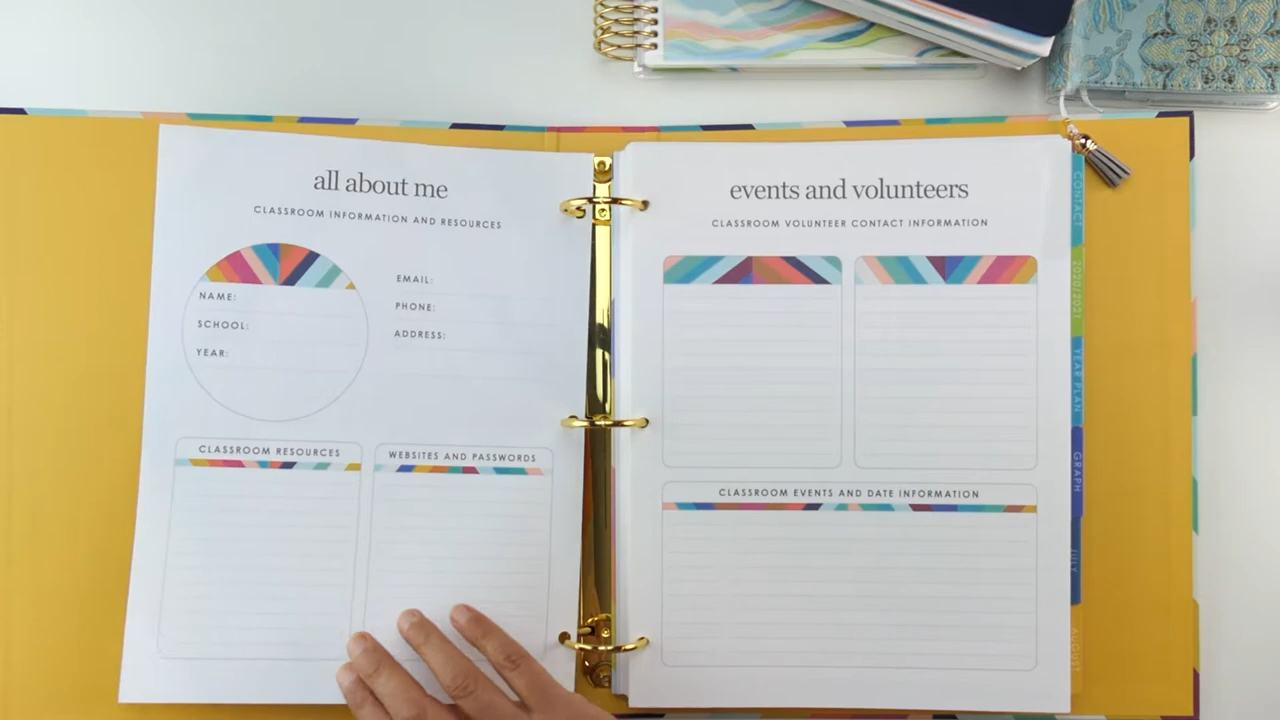 all about me
CLASSROOM INFORMATION AND RESOURCES
NAME:
SCHOOL:
YEAR:
EMAIL:
PHONE:
ADDRESS:
CLASSROOM RESOURCES
WEBSITES AND PASSWORDS
events and volunteers
CLASSROOM VOLUNTEER CONTACT INFORMATION
CLASSROOM EVENTS AND DATE INFORMATION
CONTACT
2020/2021
YEAR PLAN
GRAPH
JULY
AUGUST